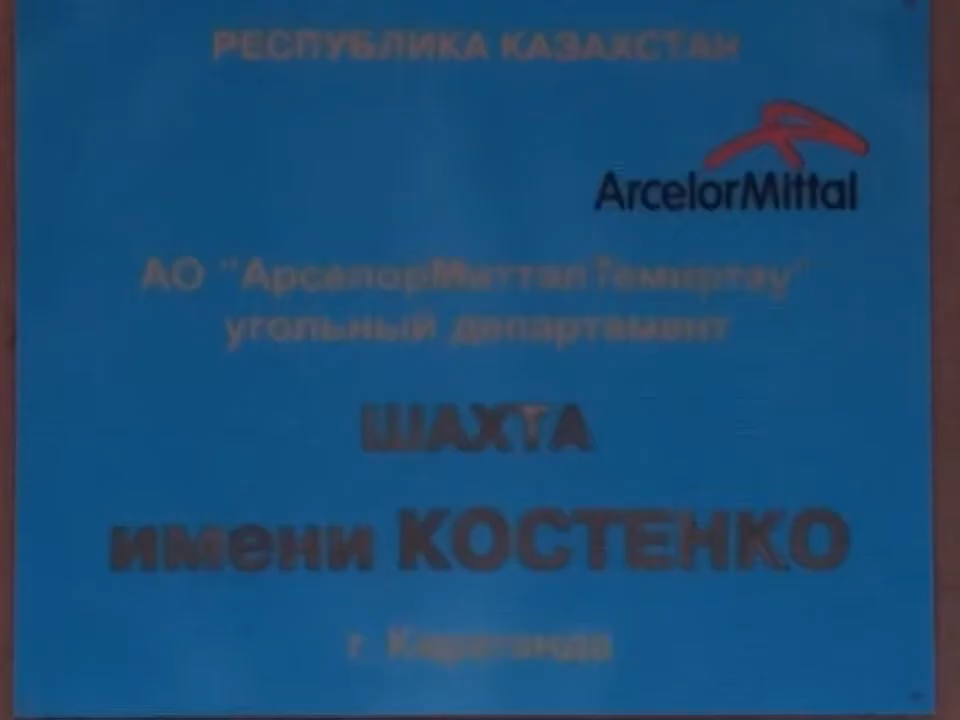 РЕСПУБЛИКА КАЗАХСТАН
ArcelorMittal
АО "АрселорМиттал Темиртау"
угольный департамент
ШАХТА
имени КОСТЕНКО
г. Караганда